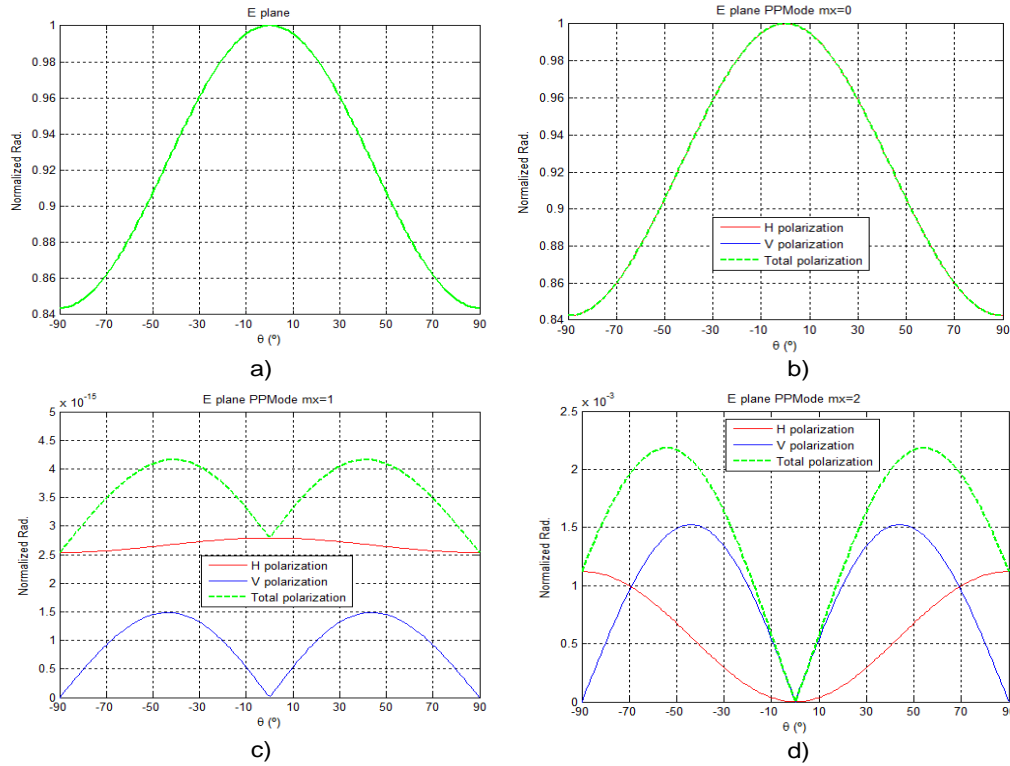 E plane
Normalized Rad.
1
0.98
0.96
0.94
0.92
0.9
0.88
0.86
0.84
-90 -70 -50 -30 -10 10 30 50 70 90
θ (º)
a)
E plane PPMode mx=0
Normalized Rad.
1
0.98
0.96
0.94
0.92
0.9
0.88
0.86
0.84
H polarization
V polarization
Total polarization
-90 -70 -50 -30 -10 10 30 50 70 90
θ (º)
b)
x 10^-15
E plane PPMode mx=1
Normalized Rad.
5
4.5
4
3.5
3
2.5
2
1.5
1
0.5
0
H polarization
V polarization
Total polarization
-90 -70 -50 -30 -10 10 30 50 70 90
θ (º)
c)
x 10^-3
E plane PPMode mx=2
Normalized Rad.
2.5
2
1.5
1
0.5
0
H polarization
V polarization
Total polarization
-90 -70 -50 -30 -10 10 30 50 70 90
θ (º)
d)